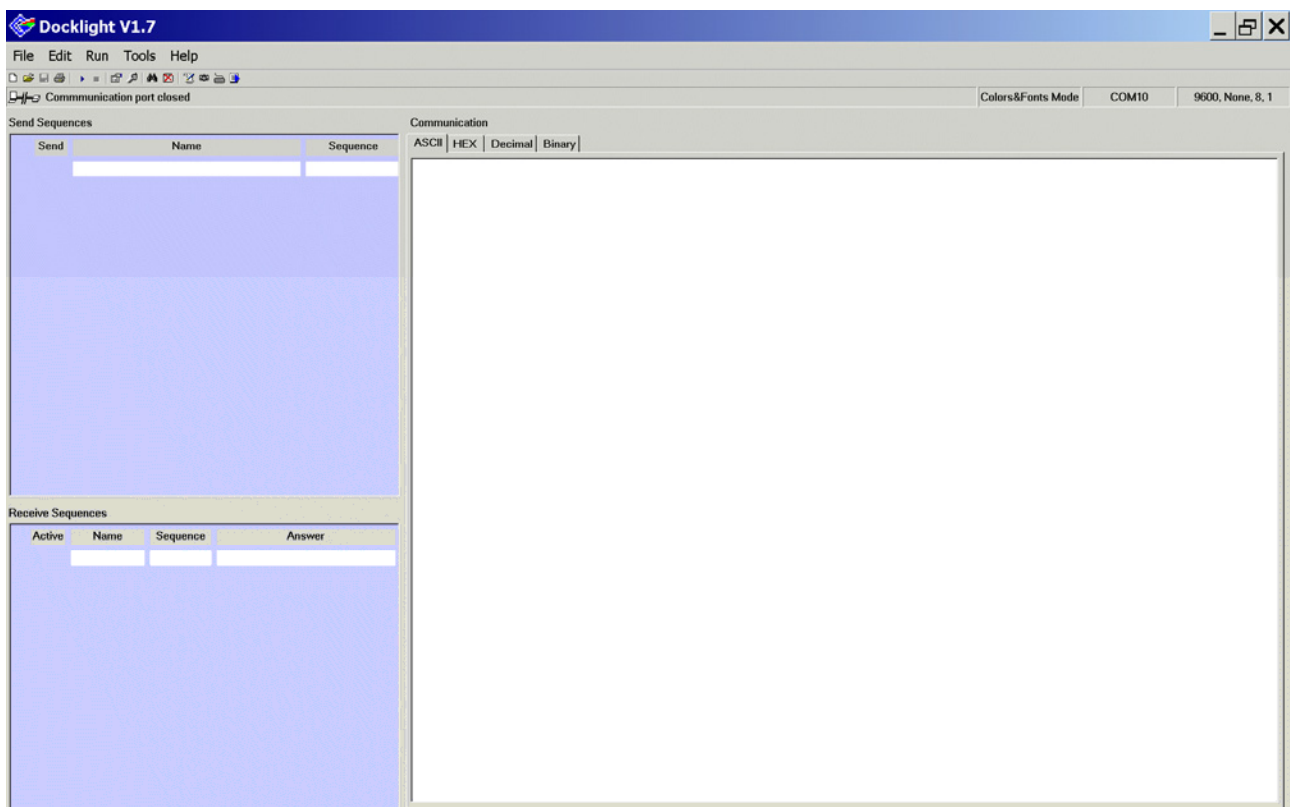 Docklight V1.7
File Edit Run Tools Help
Commmunication port closed
Colors&Fonts Mode COM10 9600, None, 8, 1
Send Sequences
Send Name Sequence
Communication
ASCII HEX Decimal Binary
Receive Sequences
Active Name Sequence Answer